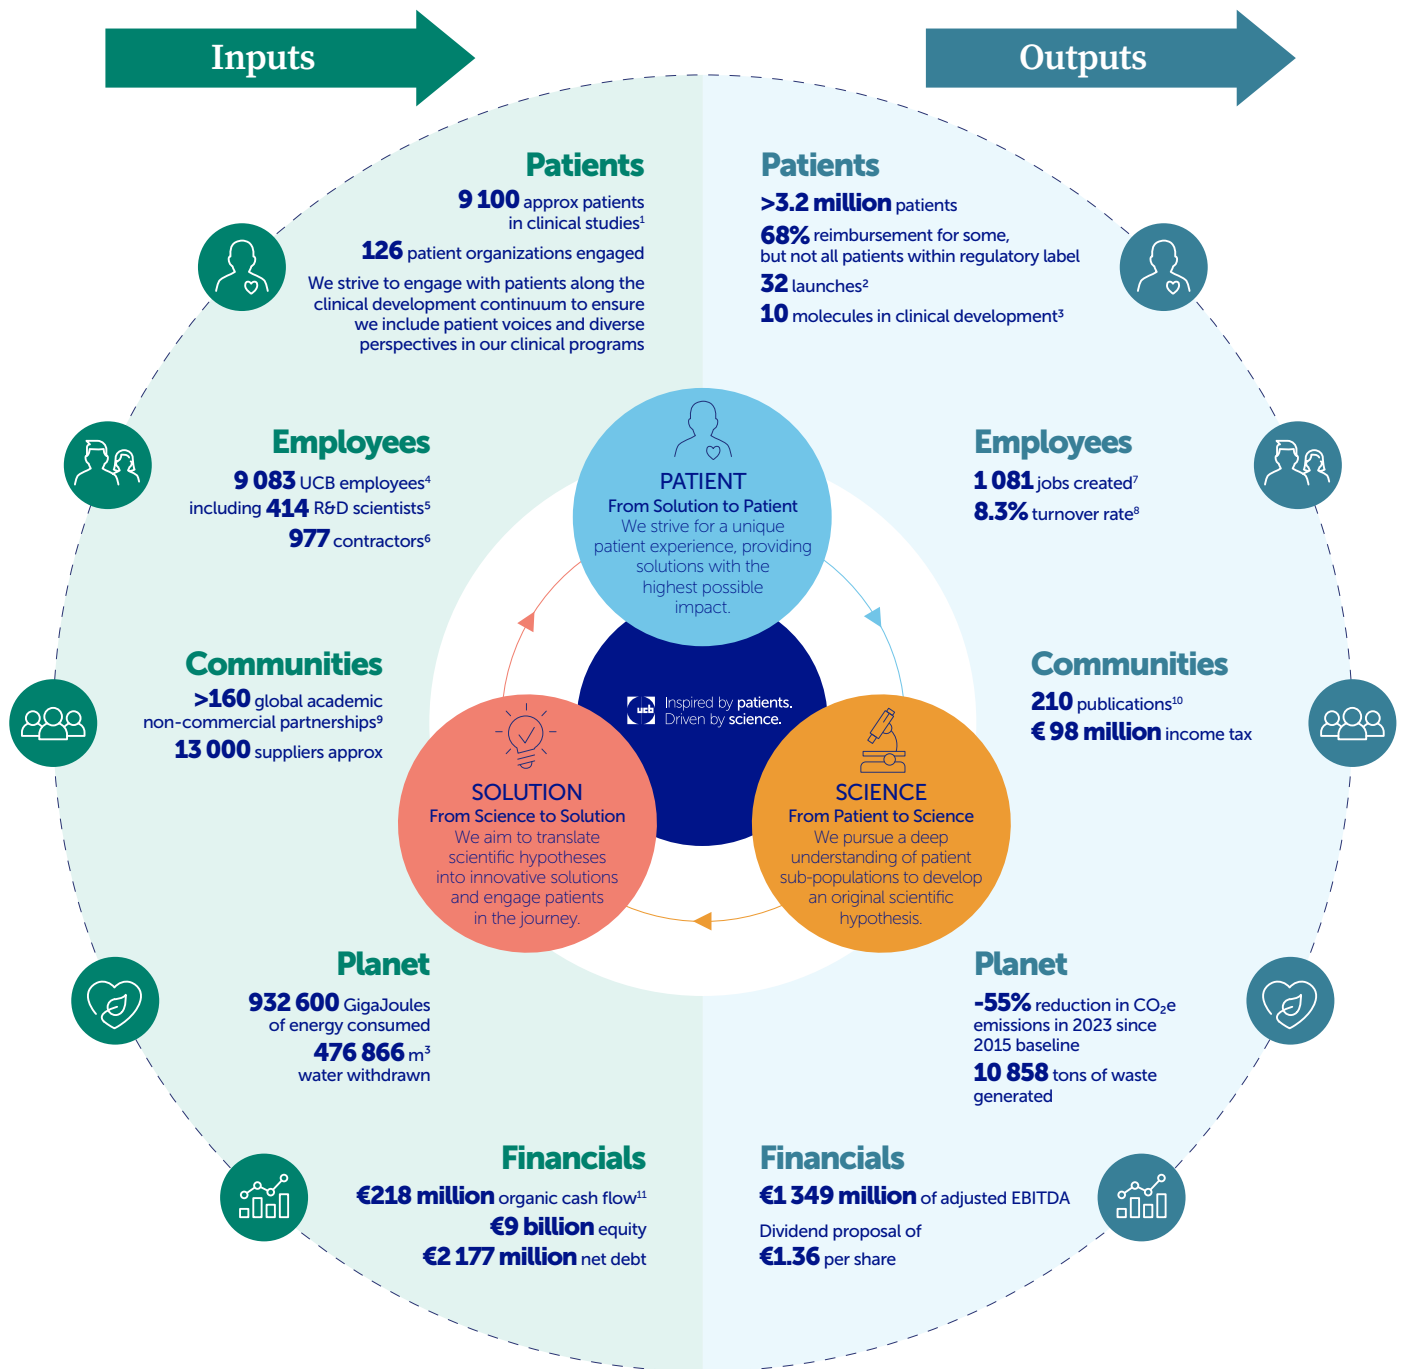 Inputs
Outputs
Patients
9 100 approx patients
in clinical studies¹
126 patient organizations engaged
We strive to engage with patients along the
clinical development continuum to ensure
we include patient voices and diverse
perspectives in our clinical programs
Patients
>3.2 million patients
68% reimbursement for some,
but not all patients within regulatory label
32 launches²
10 molecules in clinical development³
Employees
9 083 UCB employees⁴
including 414 R&D scientists⁵
977 contractors⁶
PATIENT
From Solution to Patient
We strive for a unique
patient experience, providing
solutions with the
highest possible
impact.
Employees
1 081 jobs created⁷
8.3% turnover rate⁸
Communities
>160 global academic
non-commercial partnerships⁹
13 000 suppliers approx
ucb
Inspired by patients.
Driven by science.
Communities
210 publications¹⁰
€ 98 million income tax
SOLUTION
From Science to Solution
We aim to translate
scientific hypotheses
into innovative solutions
and engage patients
in the journey.
SCIENCE
From Patient to Science
We pursue a deep
understanding of patient
sub-populations to develop
an original scientific
hypothesis.
Planet
932 600 GigaJoules
of energy consumed
476 866 m³
water withdrawn
Planet
-55% reduction in CO₂e
emissions in 2023 since
2015 baseline
10 858 tons of waste
generated
Financials
€218 million organic cash flow¹¹
€9 billion equity
€2 177 million net debt
Financials
€1 349 million of adjusted EBITDA
Dividend proposal of
€1.36 per share